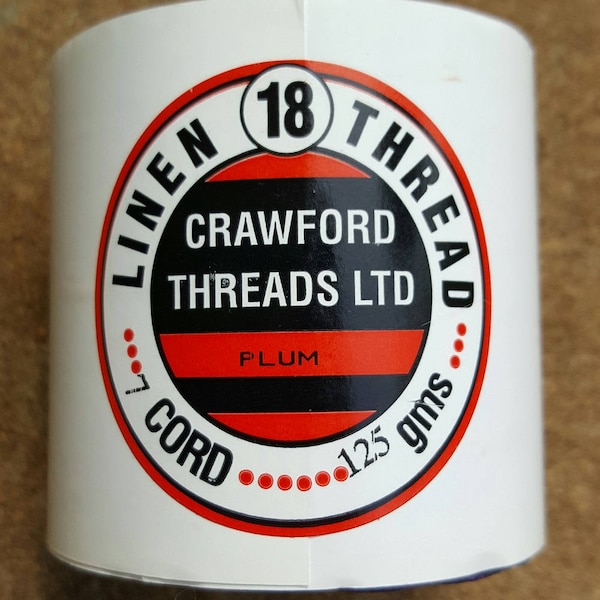 18
LINEN THREAD
CRAWFORD
THREADS LTD
PLUM
7 CORD 125 gms